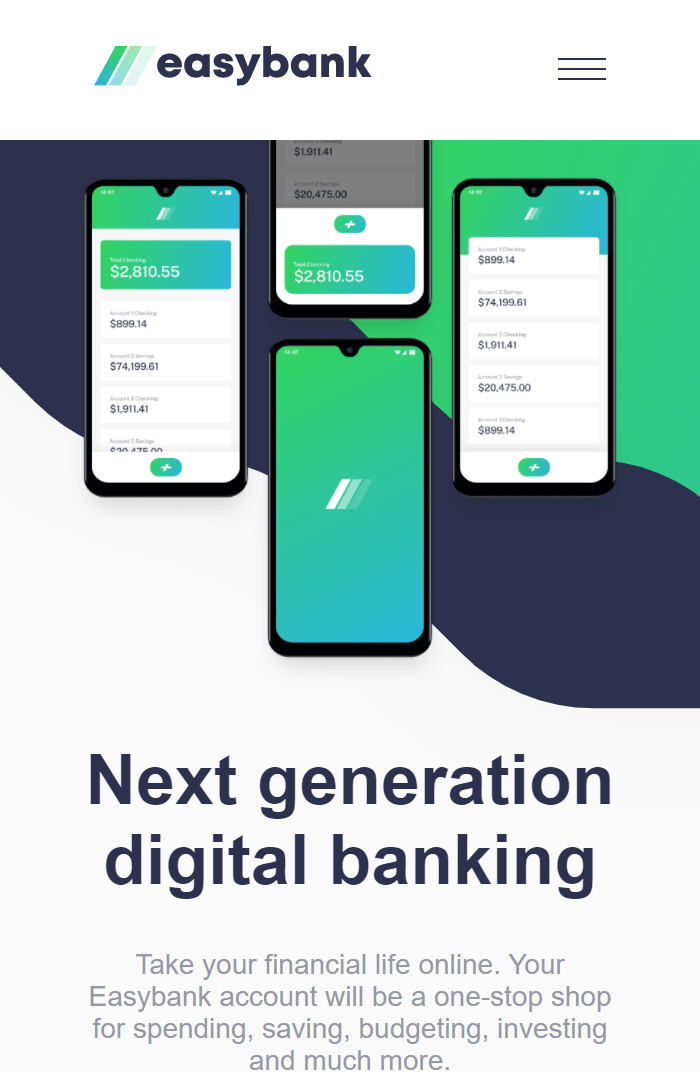 easybank
14:07
Total Checking
$2,810.55
Account 1 Checking
$899.14
Account 2 Savings
$74,199.61
Account 2 Checking
$1,911.41
Account 2 Savings
$20,475.00
Account 2 Checking
$1,911.41
Account 2 Savings
$20,475.00
Total Checking
$2,810.55
14:07
14:07
Account 1 Checking
$899.14
Account 2 Savings
$74,199.61
Account 2 Checking
$1,911.41
Account 2 Savings
$20,475.00
Account 1 Checking
$899.14
Next generation
digital banking
Take your financial life online. Your
Easybank account will be a one-stop shop
for spending, saving, budgeting, investing
and much more.